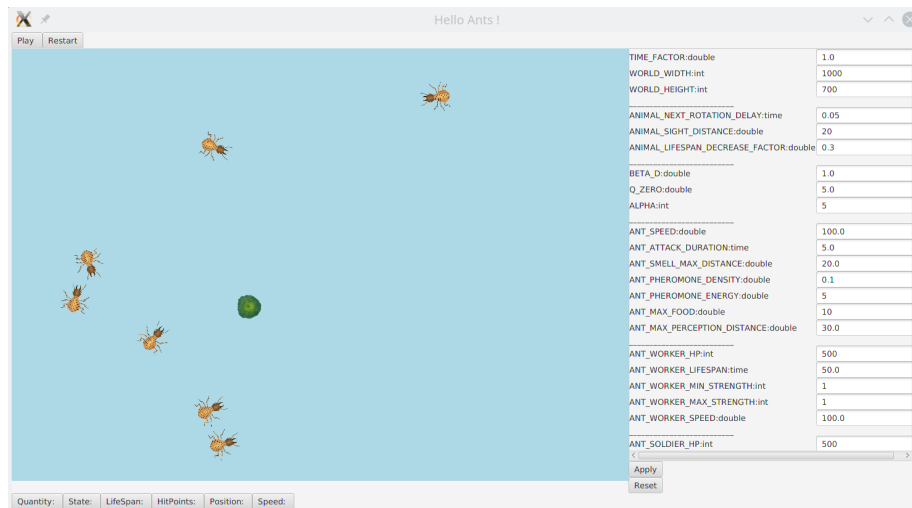 Hello Ants !
Play Restart
TIME_FACTOR:double 1.0
WORLD_WIDTH:int 1000
WORLD_HEIGHT:int 700
ANIMAL_NEXT_ROTATION_DELAY:time 0.05
ANIMAL_SIGHT_DISTANCE:double 20
ANIMAL_LIFESPAN_DECREASE_FACTOR:double 0.3
BETA_D:double 1.0
Q_ZERO:double 5.0
ALPHA:int 5
ANT_SPEED:double 100.0
ANT_ATTACK_DURATION:time 5.0
ANT_SMELL_MAX_DISTANCE:double 20.0
ANT_PHEROMONE_DENSITY:double 0.1
ANT_PHEROMONE_ENERGY:double 5
ANT_MAX_FOOD:double 10
ANT_MAX_PERCEPTION_DISTANCE:double 30.0
ANT_WORKER_HP:int 500
ANT_WORKER_LIFESPAN:time 50.0
ANT_WORKER_MIN_STRENGTH:int 1
ANT_WORKER_MAX_STRENGTH:int 1
ANT_WORKER_SPEED:double 100.0
ANT_SOLDIER_HP:int 500
Apply
Reset
Quantity: State: LifeSpan: HitPoints: Position: Speed: